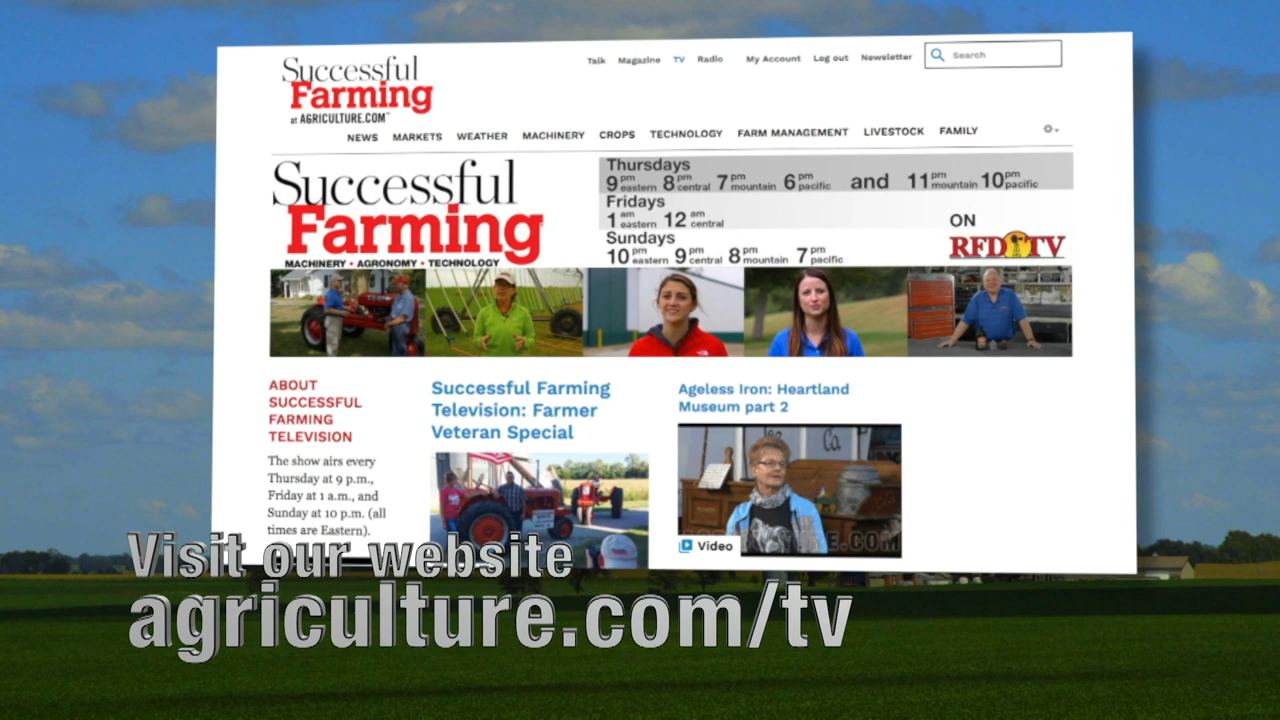 Successful
Farming
at AGRICULTURE.COM™
Talk Magazine TV Radio My Account Log out Newsletter Search
NEWS MARKETS WEATHER MACHINERY CROPS TECHNOLOGY FARM MANAGEMENT LIVESTOCK FAMILY
Successful
Farming
MACHINERY • AGRONOMY • TECHNOLOGY
Thursdays
9 pm eastern 8 pm central 7 pm mountain 6 pm pacific and 11 pm mountain 10 pm pacific
Fridays
1 am eastern 12 am central
Sundays
10 pm eastern 9 pm central 8 pm mountain 7 pm pacific
ON
RFD TV
ABOUT
SUCCESSFUL
FARMING
TELEVISION
The show airs every
Thursday at 9 p.m.,
Friday at 1 a.m., and
Sunday at 10 p.m. (all
times are Eastern).
Successful Farming
Television: Farmer
Veteran Special
Ageless Iron: Heartland
Museum part 2
Co.
Video
E.COM
Visit our website
agriculture.com/tv